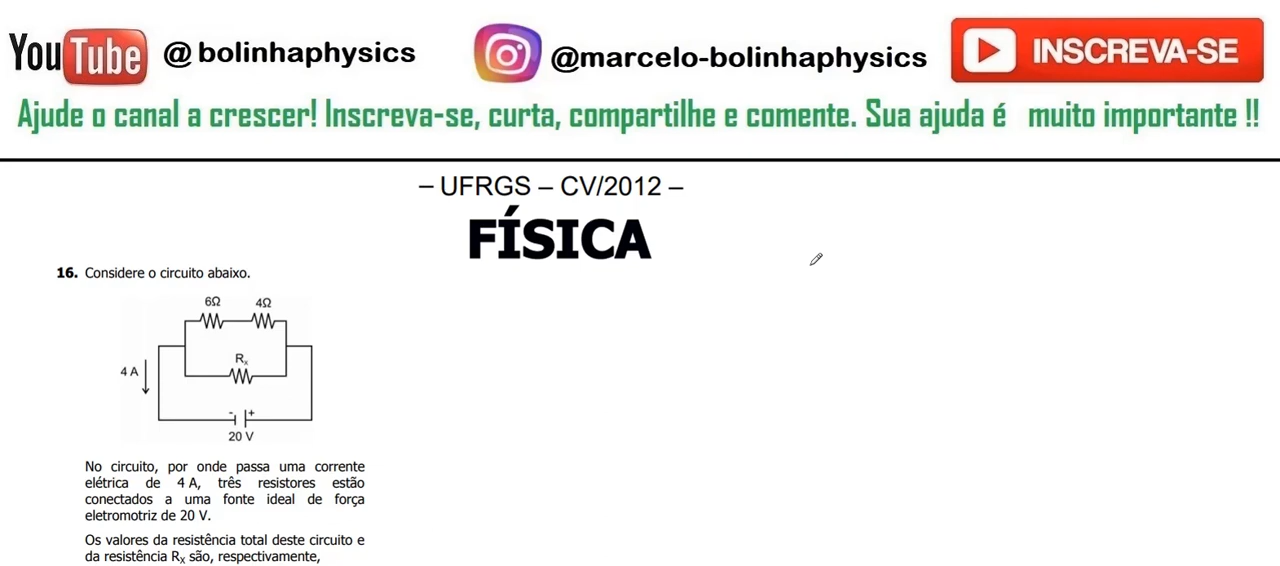 YouTube @bolinhaphysics @marcelo-bolinhaphysics INSCREVA-SE
Ajude o canal a crescer! Inscreva-se, curta, compartilhe e comente. Sua ajuda é muito importante !!
– UFRGS – CV/2012 –
FÍSICA
16. Considere o circuito abaixo.
6Ω 4Ω
Rx
4 A
- +
20 V
No circuito, por onde passa uma corrente
elétrica de 4 A, três resistores estão
conectados a uma fonte ideal de força
eletromotriz de 20 V.
Os valores da resistência total deste circuito e
da resistência RX são, respectivamente,